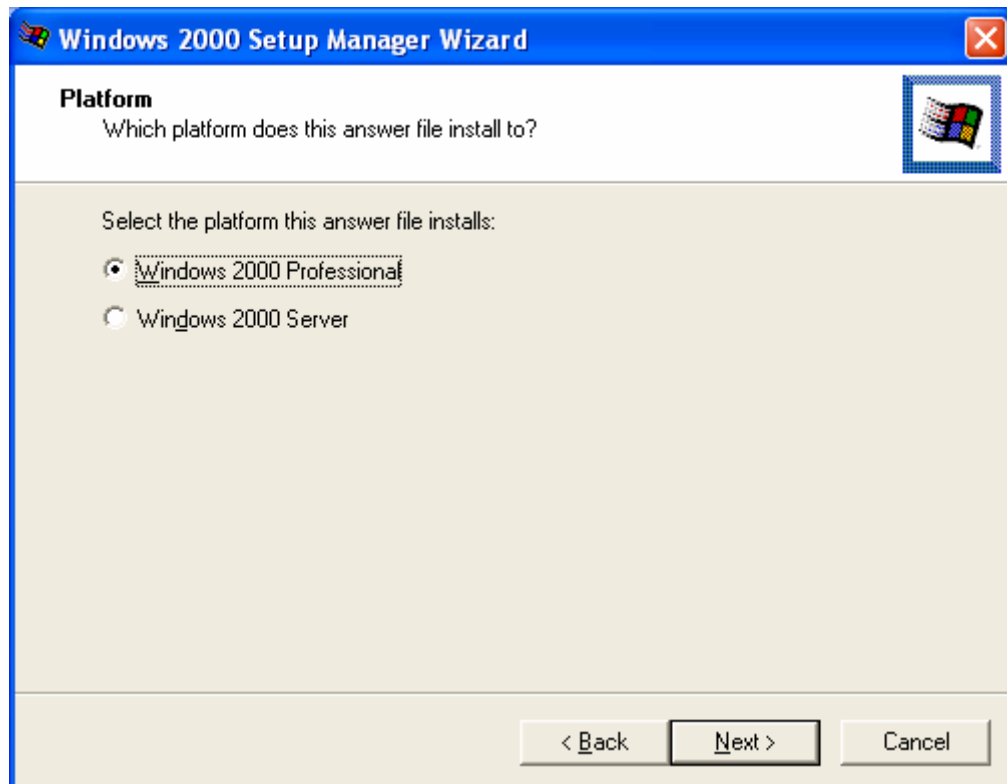 Windows 2000 Setup Manager Wizard
Platform
Which platform does this answer file install to?
Select the platform this answer file installs:
Windows 2000 Professional
Windows 2000 Server
< Back
Next >
Cancel